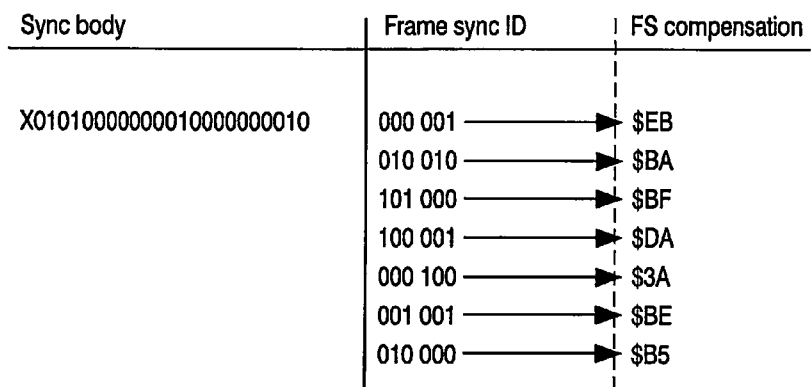 Sync body Frame sync ID FS compensation
X01010000000010000000010 000 001 $EB
010 010 $BA
101 000 $BF
100 001 $DA
000 100 $3A
001 001 $BE
010 000 $B5